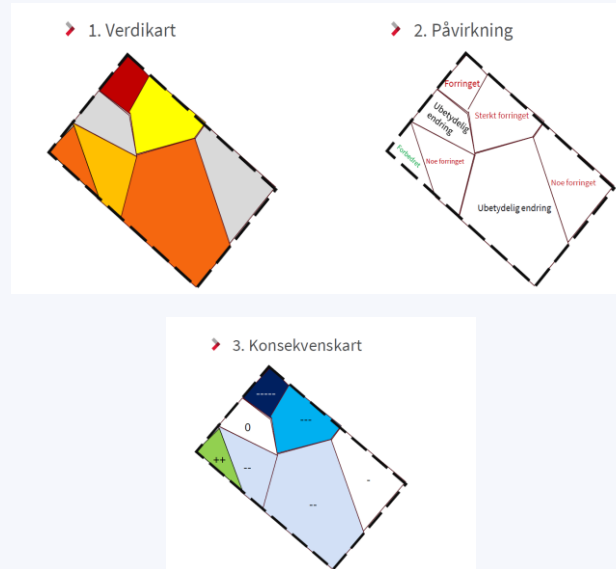 1. Verdikart
2. Påvirkning
Forringet
Ubetydelig
endring
Sterkt forringet
Forbedret
Noe forringet
Noe forringet
Ubetydelig endring
3. Konsekvenskart
-----
0
---
++
--
-
--